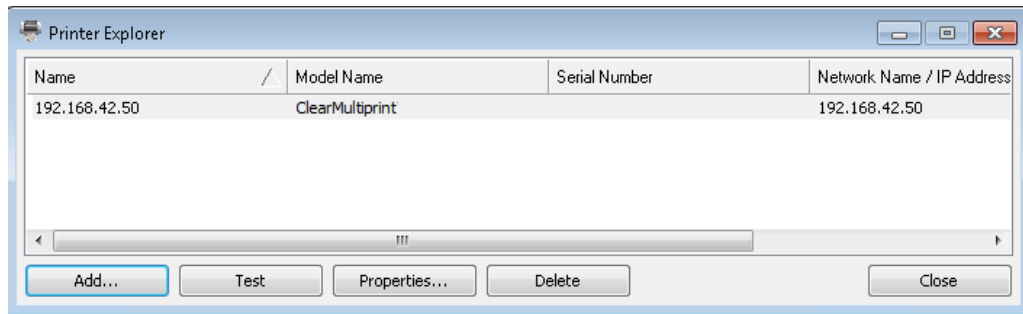 Printer Explorer
Name Model Name Serial Number Network Name / IP Address
192.168.42.50 ClearMultiprint 192.168.42.50
Add... Test Properties... Delete Close